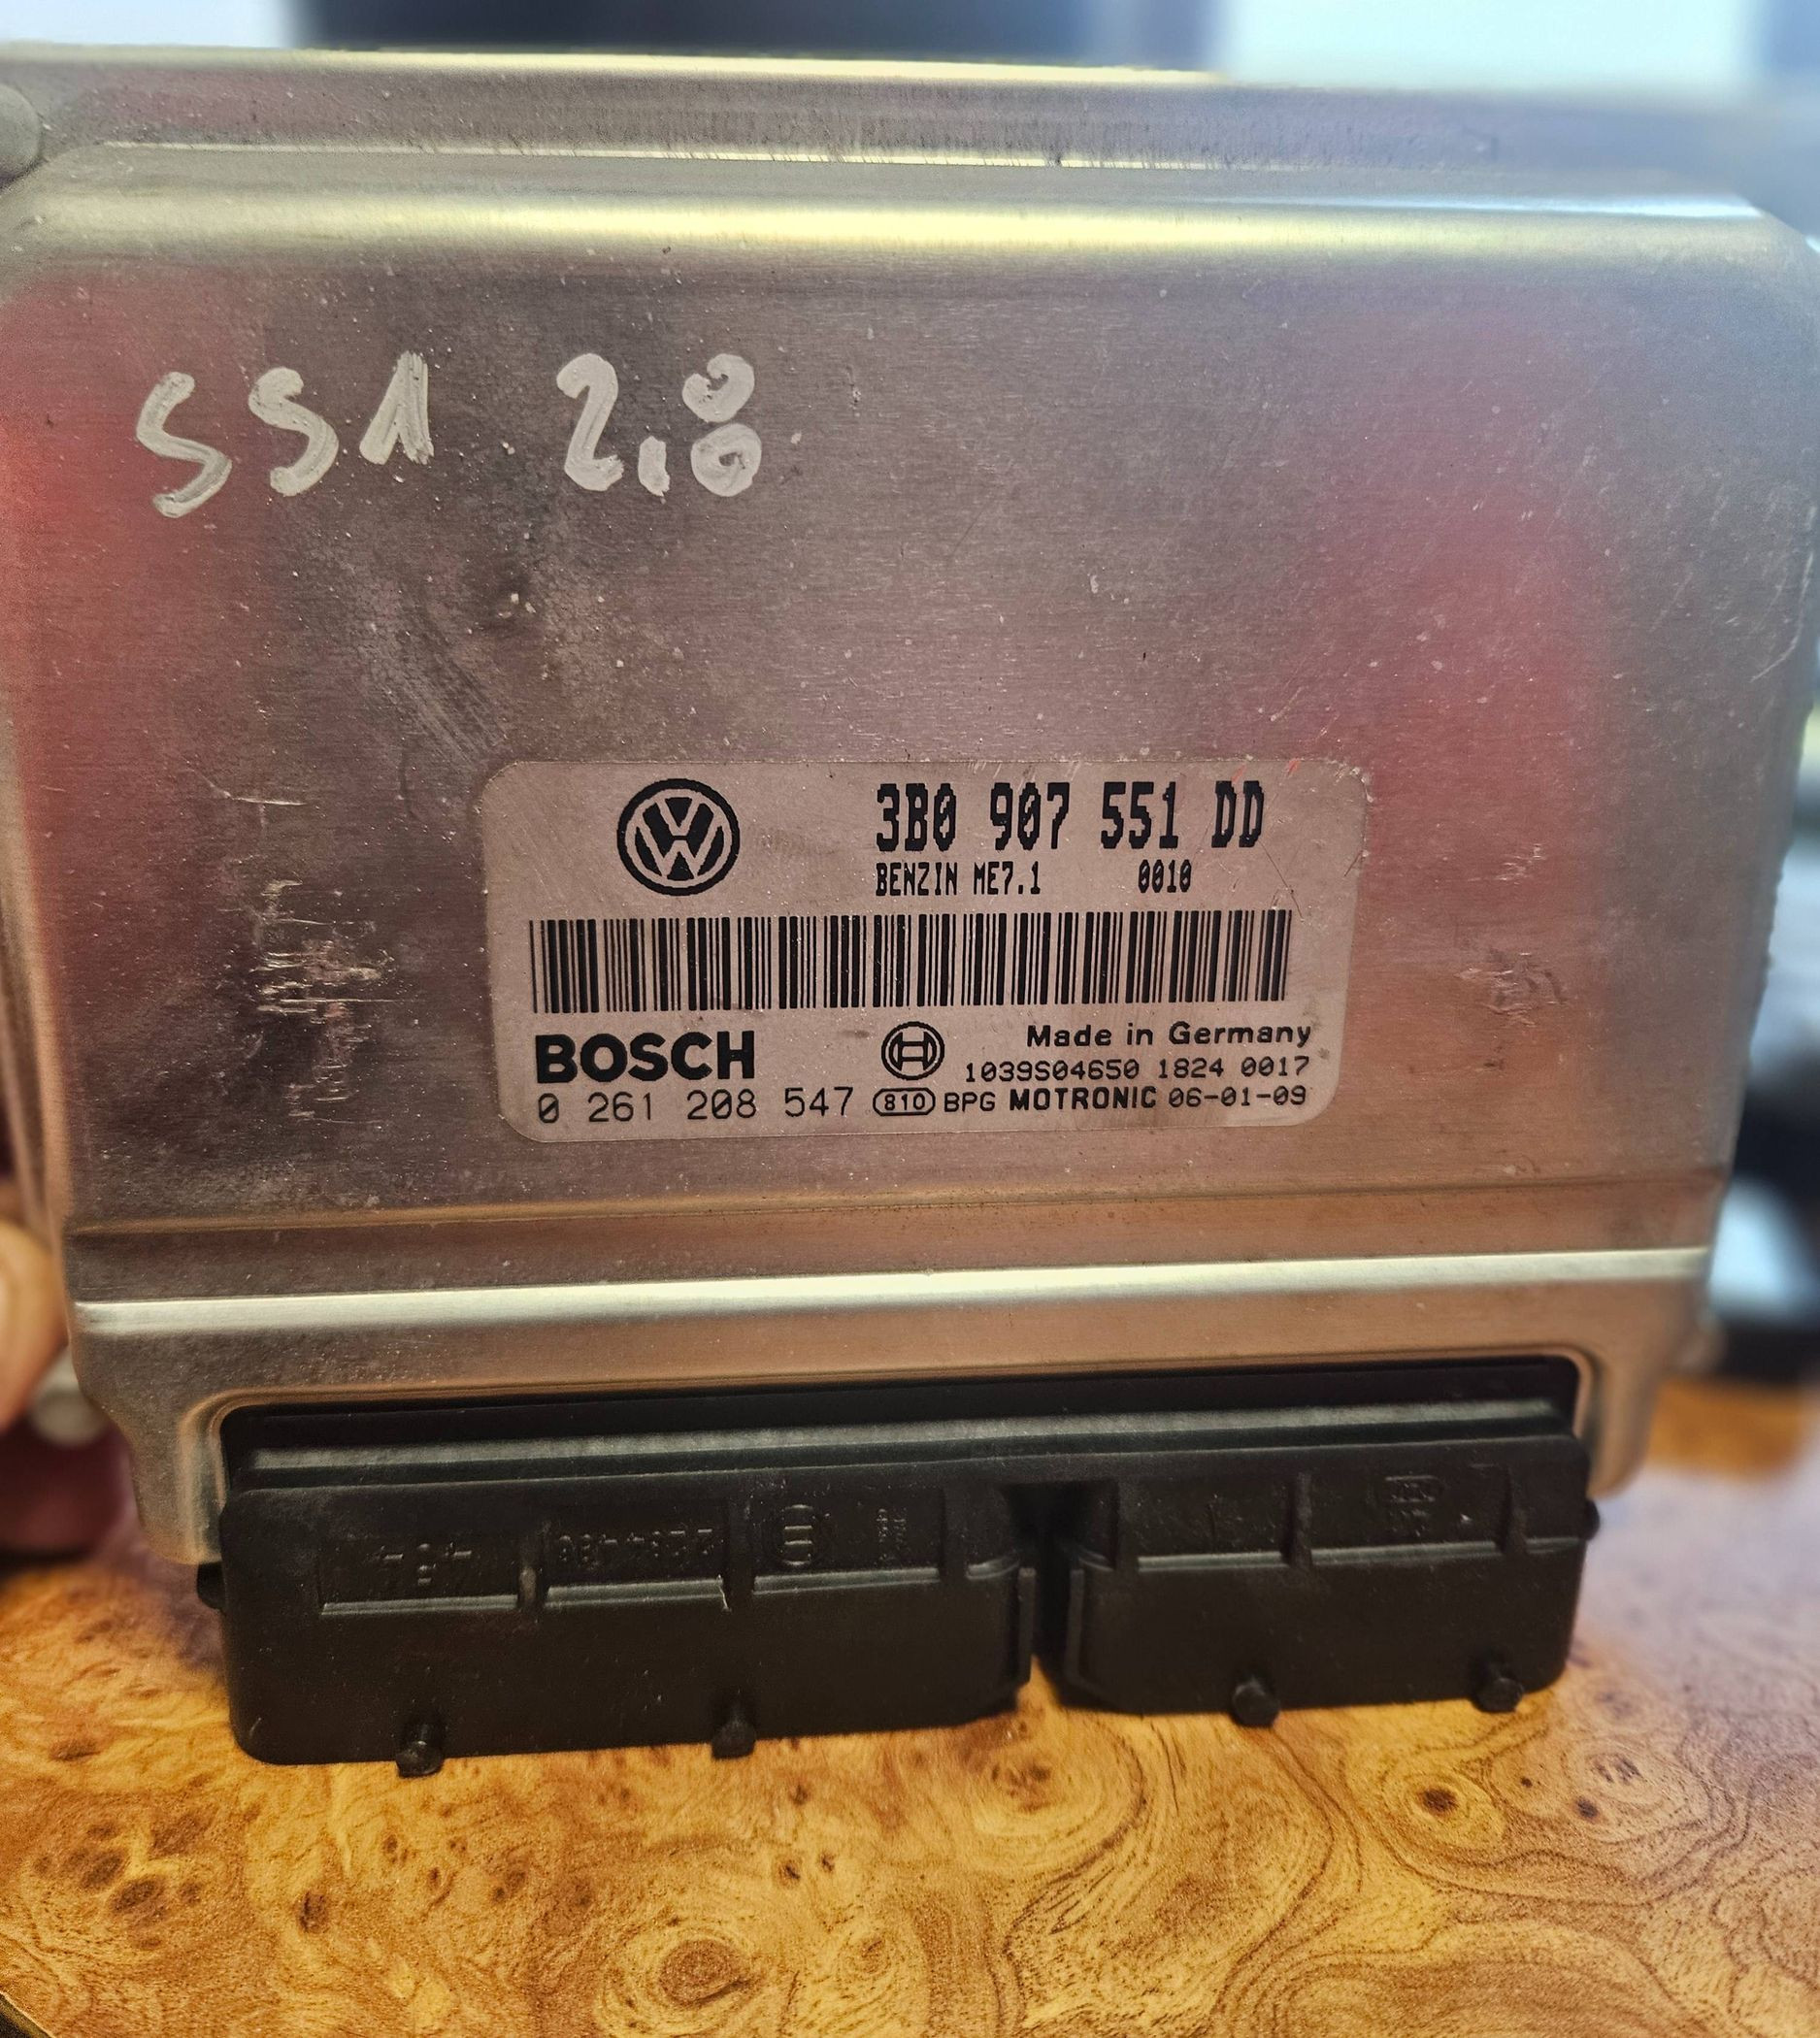 SS1 2,8
3B0 907 551 DD
BENZIN ME7.1 0010
BOSCH
Made in Germany
1039S04650 1824 0017
0 261 208 547 810 BPG MOTRONIC 06-01-09